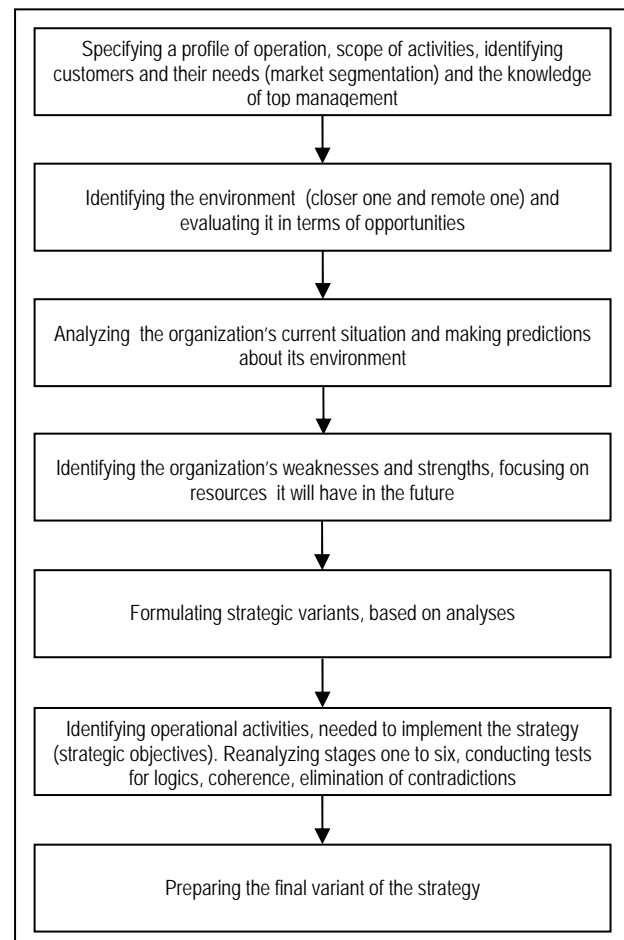 Specifying a profile of operation, scope of activities, identifying
customers and their needs (market segmentation) and the knowledge
of top management
Identifying the environment (closer one and remote one) and
evaluating it in terms of opportunities
Analyzing the organization's current situation and making predictions
about its environment
Identifying the organization's weaknesses and strengths, focusing on
resources it will have in the future
Formulating strategic variants, based on analyses
Identifying operational activities, needed to implement the strategy
(strategic objectives). Reanalyzing stages one to six, conducting tests
for logics, coherence, elimination of contradictions
Preparing the final variant of the strategy